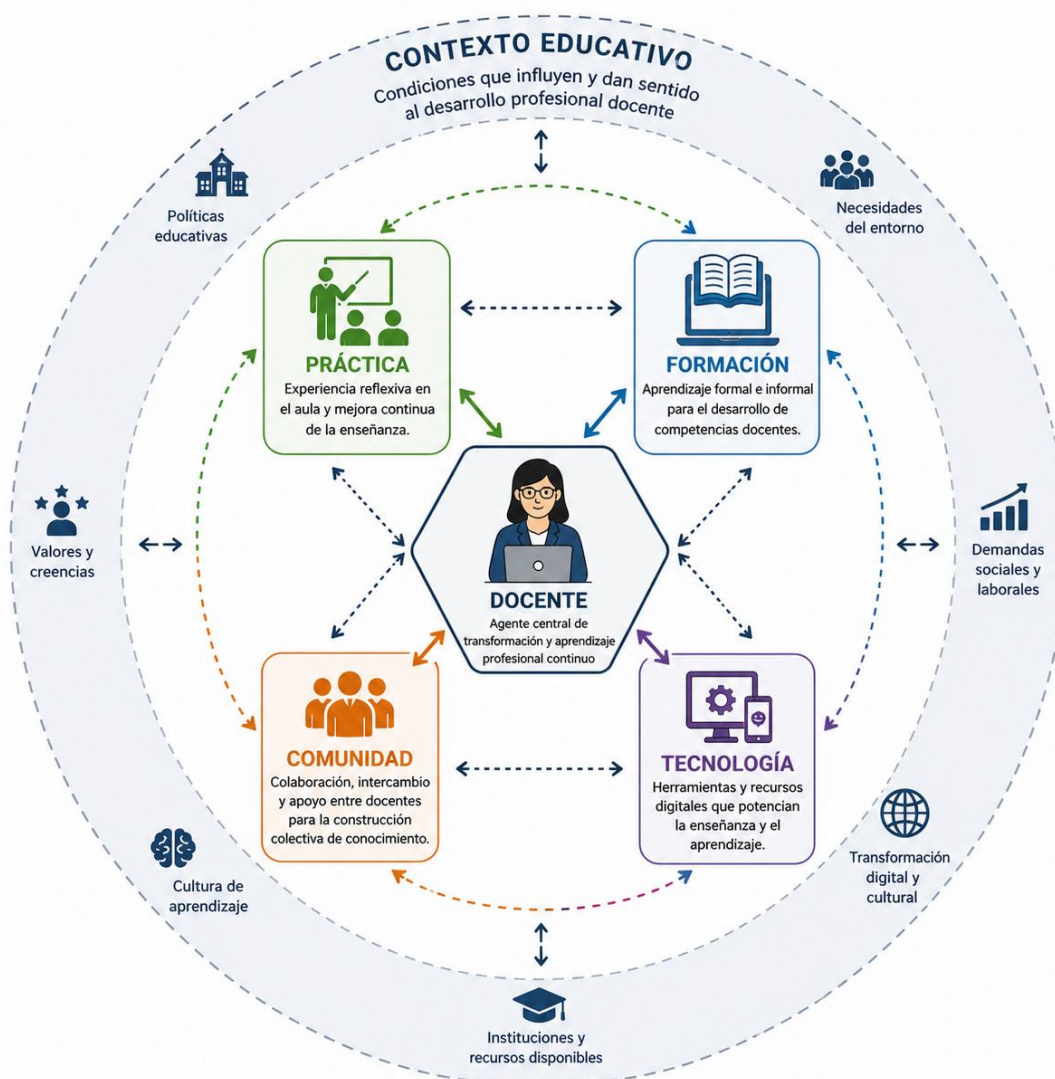 CONTEXTO EDUCATIVO
Condiciones que influyen y dan sentido
al desarrollo profesional docente
Políticas
educativas
Necesidades
del entorno
PRÁCTICA
Experiencia reflexiva en
el aula y mejora continua
de la enseñanza.
FORMACIÓN
Aprendizaje formal e informal
para el desarrollo de
competencias docentes.
Valores y
creencias
DOCENTE
Agente central de
transformación y aprendizaje
profesional continuo
Demandas
sociales y
laborales
COMUNIDAD
Colaboración, intercambio
y apoyo entre docentes
para la construcción
colectiva de conocimiento.
TECNOLOGÍA
Herramientas y recursos
digitales que potencian
la enseñanza y el
aprendizaje.
Cultura de
aprendizaje
Transformación
digital y
cultural
Instituciones y
recursos disponibles